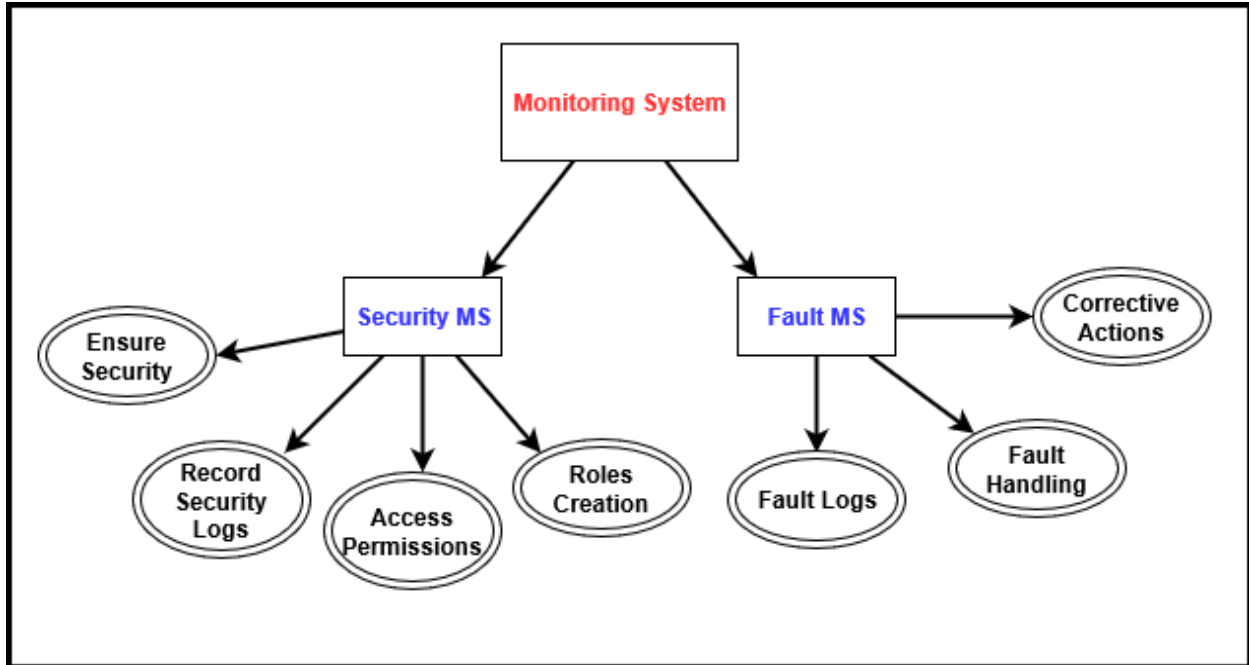 Monitoring System
Security MS
Fault MS
Ensure
Security
Record
Security
Logs
Access
Permissions
Roles
Creation
Fault Logs
Fault
Handling
Corrective
Actions